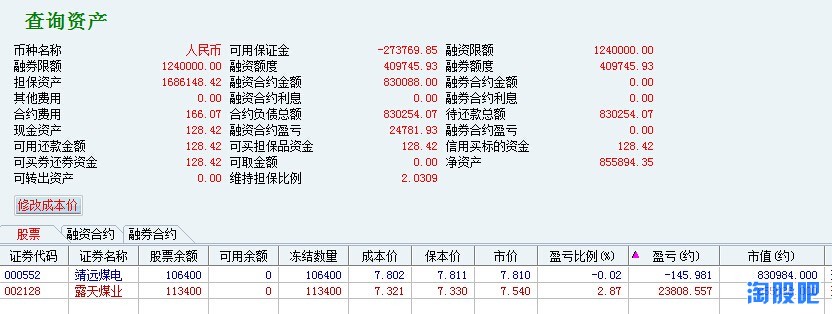 查询资产
币种名称 人民币 可用保证金 -273769.85 融资限额 1240000.00
融券限额 1240000.00 融资额度 409745.93 融券额度 409745.93
担保资产 1686148.42 融资合约金额 830088.00 融券合约金额 0.00
其他费用 0.00 融资合约利息 0.00 融券合约利息 0.00
合约费用 166.07 合约负债总额 830254.07 待还款总额 830254.07
现金资产 128.42 融资合约盈亏 24781.93 融券合约盈亏 0.00
可用还款金额 128.42 可买担保品资金 128.42 信用买标的资金 128.42
可买券还券资金 128.42 可取金额 0.00 净资产 855894.35
可转出资产 0.00 维持担保比例 2.0309
修改成本价
股票 融资合约 融券合约
证券代码 证券名称 股票余额 可用余额 冻结数量 成本价 保本价 市价 盈亏比例(%) 盈亏(约) 市值(约)
000552 靖远煤电 106400 0 106400 7.802 7.811 7.810 -0.02 -145.981 830984.000
002128 露天煤业 113400 0 113400 7.321 7.330 7.540 2.87 23808.557
淘股吧